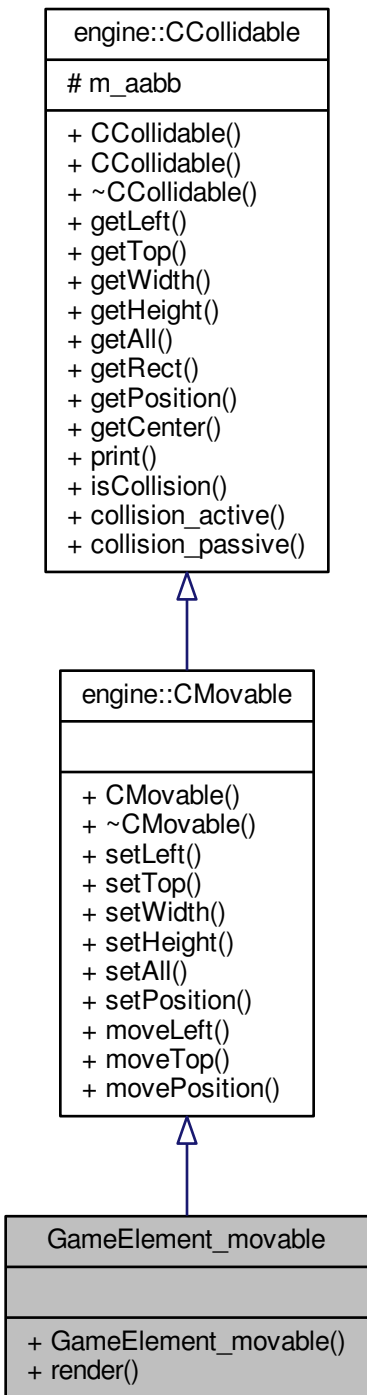 engine::CCollidable
# m_aabb
+ CCollidable()
+ CCollidable()
+ ~CCollidable()
+ getLeft()
+ getTop()
+ getWidth()
+ getHeight()
+ getAll()
+ getRect()
+ getPosition()
+ getCenter()
+ print()
+ isCollision()
+ collision_active()
+ collision_passive()
engine::CMovable
+ CMovable()
+ ~CMovable()
+ setLeft()
+ setTop()
+ setWidth()
+ setHeight()
+ setAll()
+ setPosition()
+ moveLeft()
+ moveTop()
+ movePosition()
GameElement_movable
+ GameElement_movable()
+ render()